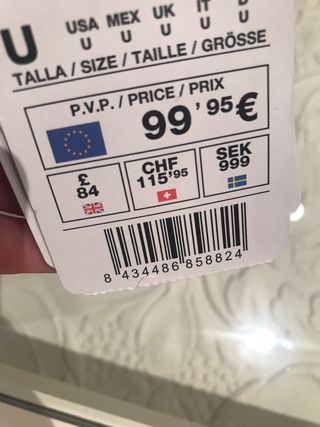 USA MEX UK IT D
U U U U U U
TALLA / SIZE / TAILLE / GRÖSSE
P.V.P. / PRICE / PRIX
99'95€
£ 84
CHF 115'95
SEK 999
8 434486 858824